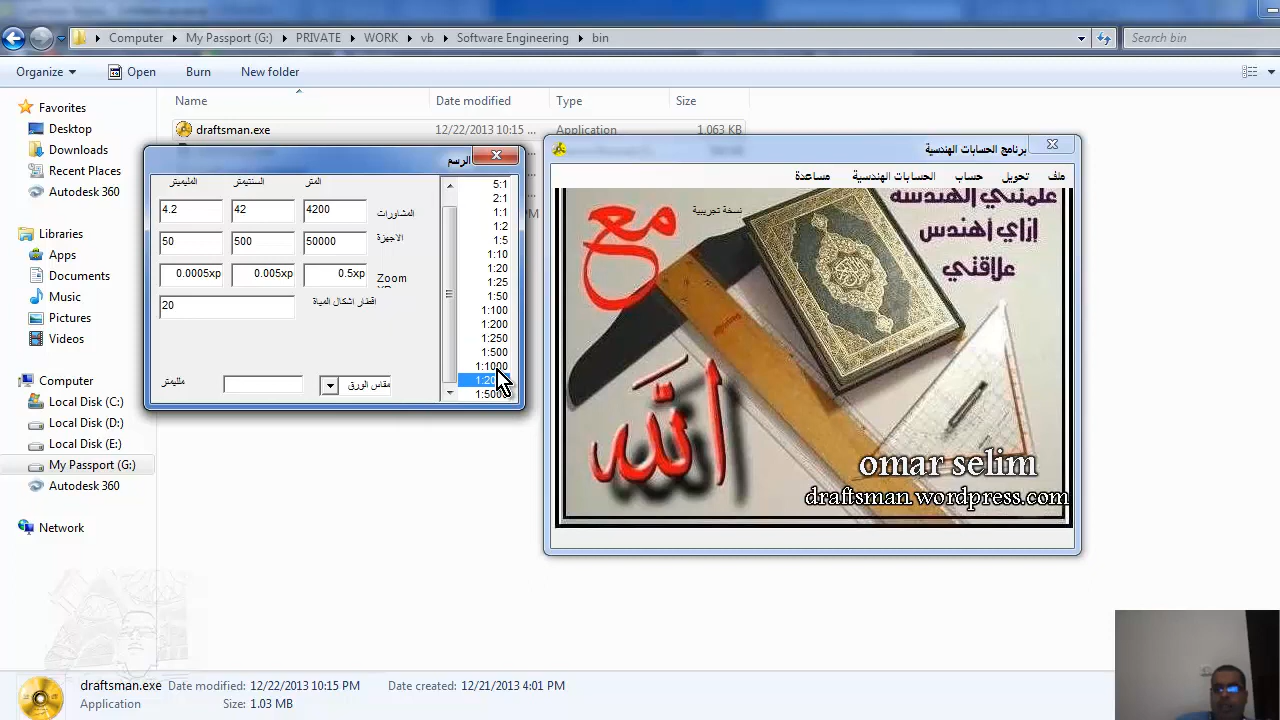 Computer ▸ My Passport (G:) ▸ PRIVATE ▸ WORK ▸ vb ▸ Software Engineering ▸ bin
Search bin
Organize
Open
Burn
New folder
Name
Date modified
Type
Size
Favorites
Desktop
Downloads
Recent Places
Autodesk 360
Libraries
Apps
Documents
Music
Pictures
Videos
Computer
Local Disk (C:)
Local Disk (D:)
Local Disk (E:)
My Passport (G:)
Autodesk 360
Network
draftsman.exe
12/22/2013 10:15 ...
Application
1,063 KB
الرسم
المتر
السنتيمتر
المليمتر
المشاورات
4200
42
4.2
الاجهزة
50000
500
50
Zoom
0.5xp
0.005xp
0.0005xp
اقطار اشكال المياة
20
مقاس الورق
ملليمتر
5:1
2:1
1:1
1:2
1:5
1:10
1:20
1:25
1:50
1:100
1:200
1:250
1:500
1:1000
برنامج الحسابات الهندسية
ملف
تحويل
حساب
الحسابات الهندسية
مساعدة
نسخة تجريبية
علمتني الهندسه
إزاي أهندس
علاقتي
مع
الله
omar selim
draftsman.wordpress.com
draftsman.exe
Date modified: 12/22/2013 10:15 PM
Date created: 12/21/2013 4:01 PM
Application
Size: 1.03 MB